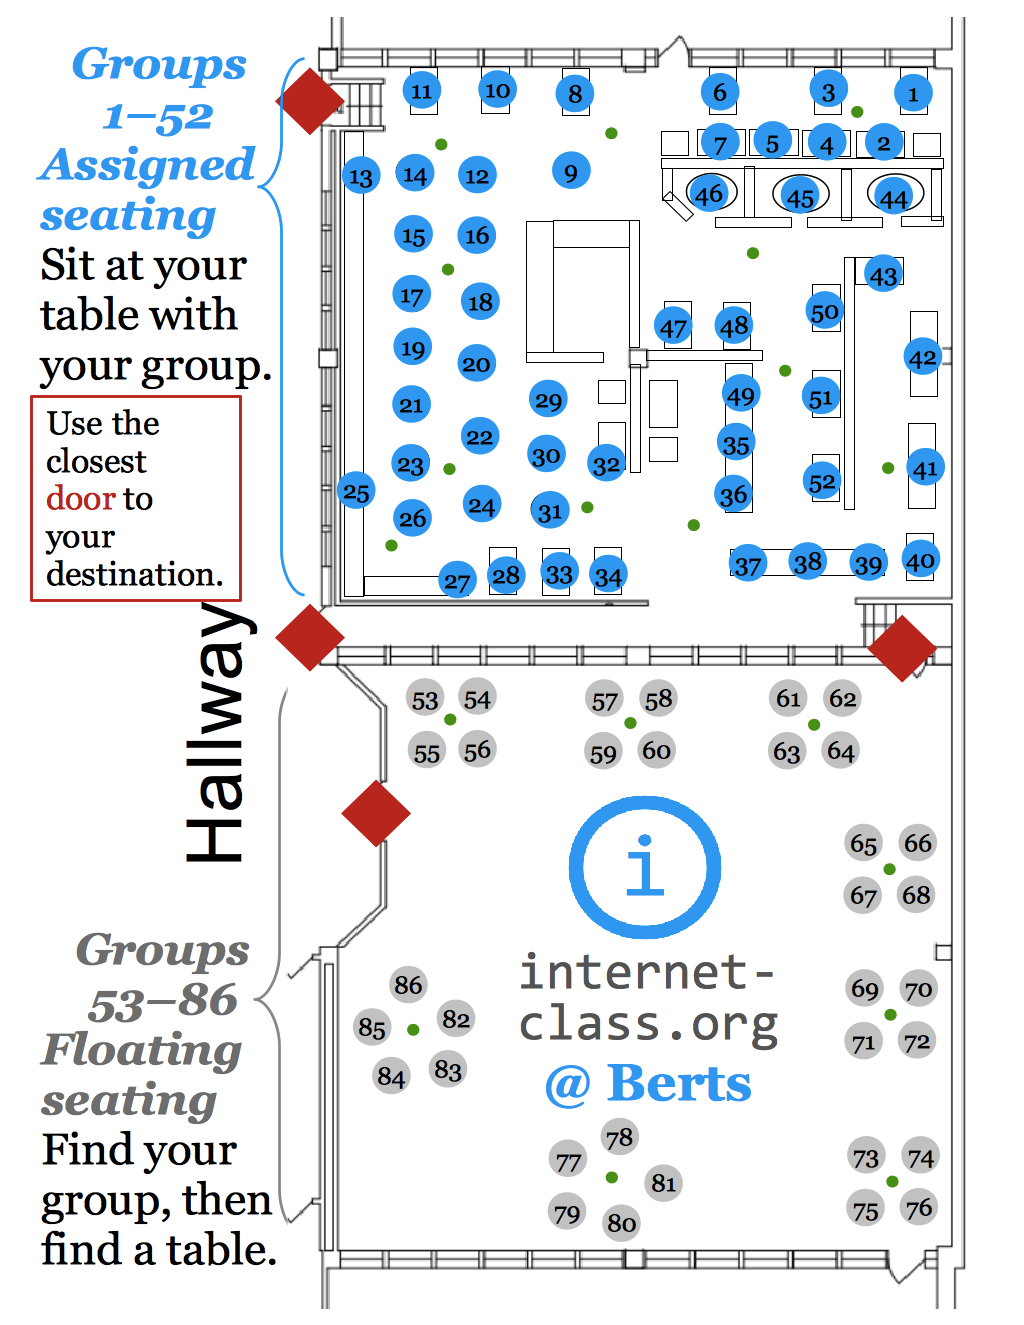 Groups
1–52
Assigned
seating
Sit at your
table with
your group.
Use the
closest
door to
your
destination.
Hallway
Groups
53–86
Floating
seating
Find your
group, then
find a table.
11 10 8 6 3 1
7 5 4 2
13 14 12 9
46 45 44
15 16
43
17 18
47 48 50
19 20
42
21 29
49 51
22 30
35
23 32
41
25 24
36 52
26 31
27 28 33 34
37 38 39 40
53 54 57 58 61 62
55 56 59 60 63 64
i
65 66
67 68
internet-
class.org
@ Berts
86
85 82
84 83
69 70
71 72
78
77
81
79 80
73 74
75 76